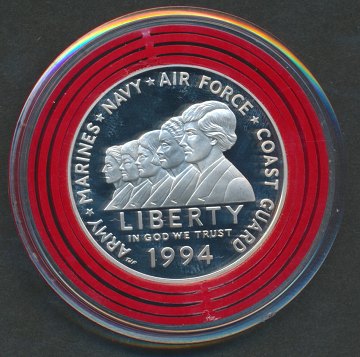 ARMY ★ MARINES ★ NAVY ★ AIR FORCE ★ COAST GUARD
LIBERTY
IN GOD WE TRUST
1994